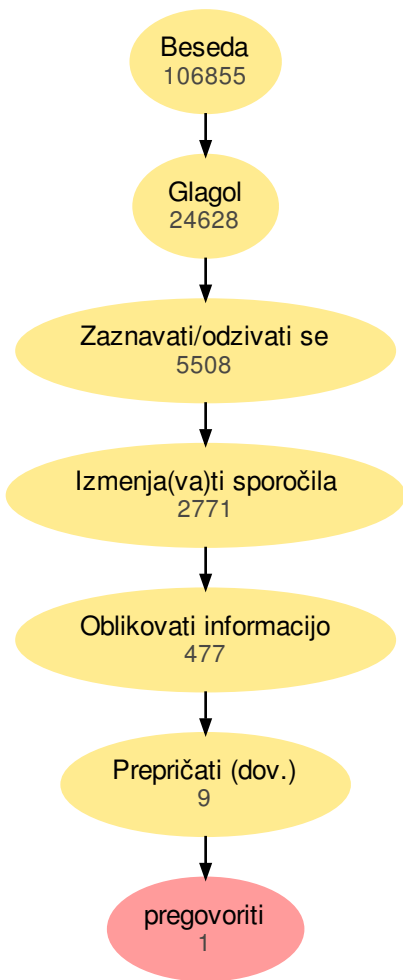 Beseda
106855
Glagol
24628
Zaznavati/odzivati se
5508
Izmenja(va)ti sporočila
2771
Oblikovati informacijo
477
Prepričati (dov.)
9
pregovoriti
1